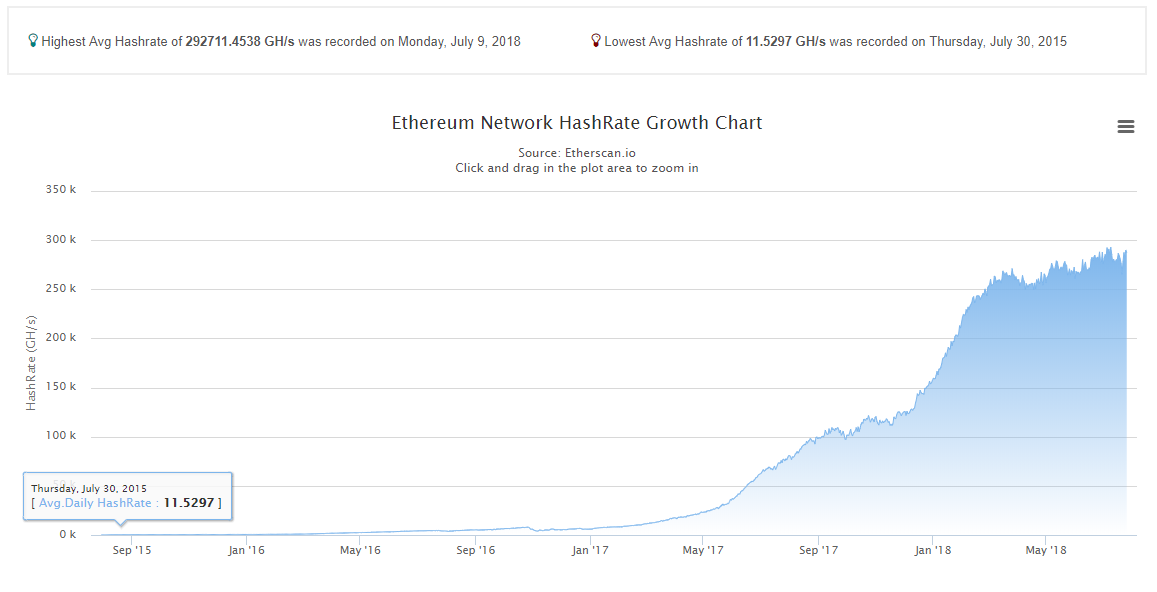 Highest Avg Hashrate of 292711.4538 GH/s was recorded on Monday, July 9, 2018
Lowest Avg Hashrate of 11.5297 GH/s was recorded on Thursday, July 30, 2015
Ethereum Network HashRate Growth Chart
Source: Etherscan.io
Click and drag in the plot area to zoom in
HashRate (GH/s)
350 k
300 k
250 k
200 k
150 k
100 k
50 k
0 k
Thursday, July 30, 2015
[ Avg.Daily HashRate : 11.5297 ]
Sep '15
Jan '16
May '16
Sep '16
Jan '17
May '17
Sep '17
Jan '18
May '18